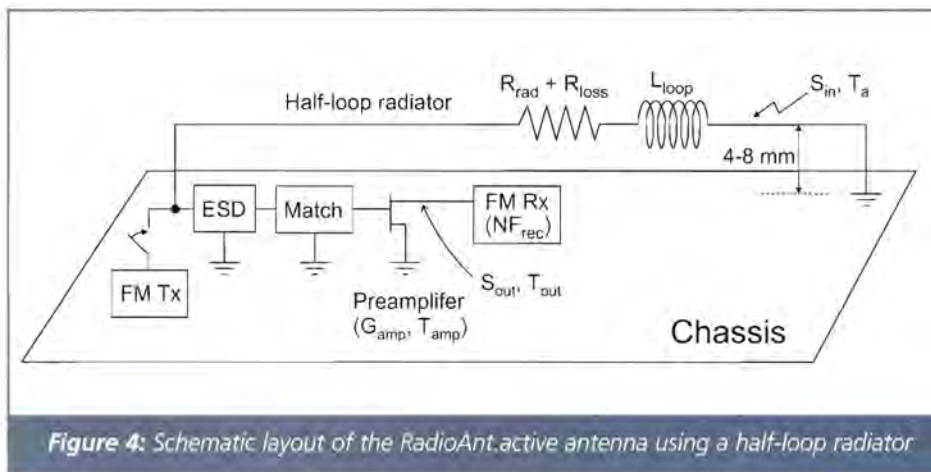 R_rad + R_loss
L_loop
S_in, T_a
Half-loop radiator
4-8 mm
ESD
Match
FM Rx
(NF_rec)
FM Tx
S_out, T_out
Preamplifer
(G_amp, T_amp)
Chassis
Figure 4: Schematic layout of the RadioAnt.active antenna using a half-loop radiator